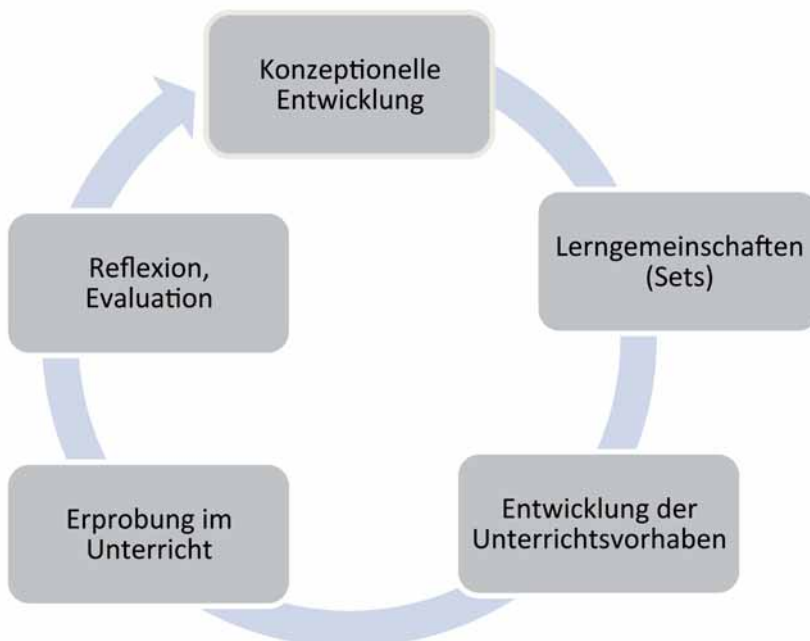 Konzeptionelle
Entwicklung
Lerngemeinschaften
(Sets)
Entwicklung der
Unterrichtsvorhaben
Erprobung im
Unterricht
Reflexion,
Evaluation